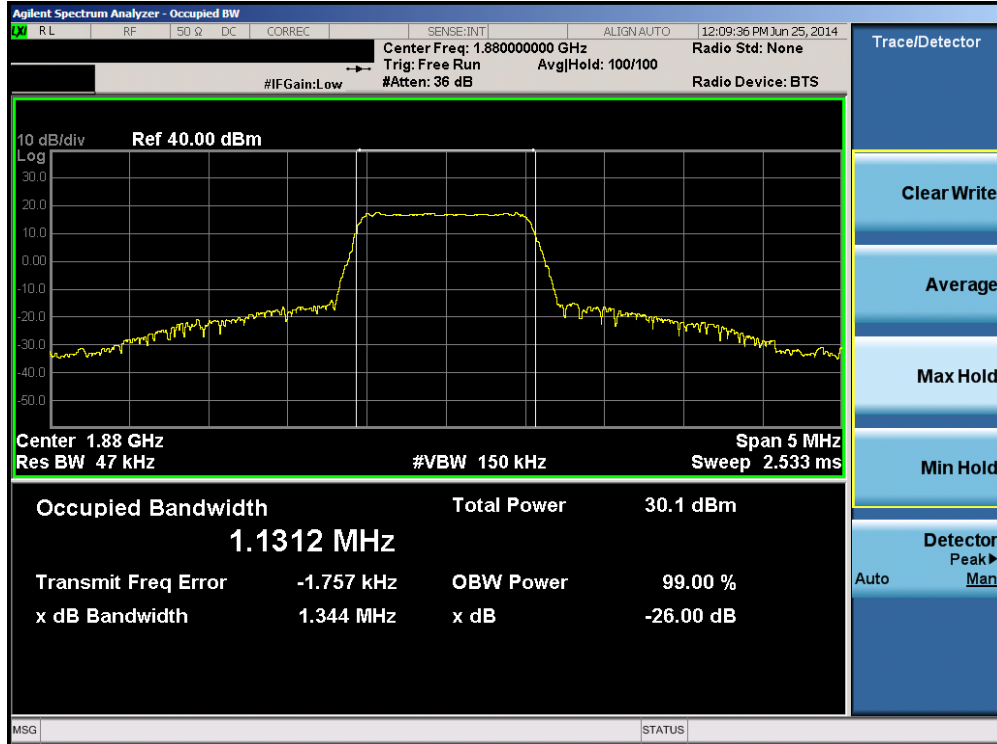 Agilent Spectrum Analyzer - Occupied BW
LXI RL RF 50 Ω DC CORREC SENSE:INT ALIGN AUTO 12:09:36 PM Jun 25, 2014
Center Freq: 1.880000000 GHz Radio Std: None
Trig: Free Run Avg|Hold: 100/100
#IFGain:Low #Atten: 36 dB Radio Device: BTS
Trace/Detector
10 dB/div Ref 40.00 dBm
Log
30.0
20.0
10.0
0.00
-10.0
-20.0
-30.0
-40.0
-50.0
Center 1.88 GHz Span 5 MHz
Res BW 47 kHz #VBW 150 kHz Sweep 2.533 ms
Occupied Bandwidth Total Power 30.1 dBm
1.1312 MHz
Transmit Freq Error -1.757 kHz OBW Power 99.00 %
x dB Bandwidth 1.344 MHz x dB -26.00 dB
Clear Write
Average
Max Hold
Min Hold
Detector
Peak▶
Auto Man
MSG STATUS